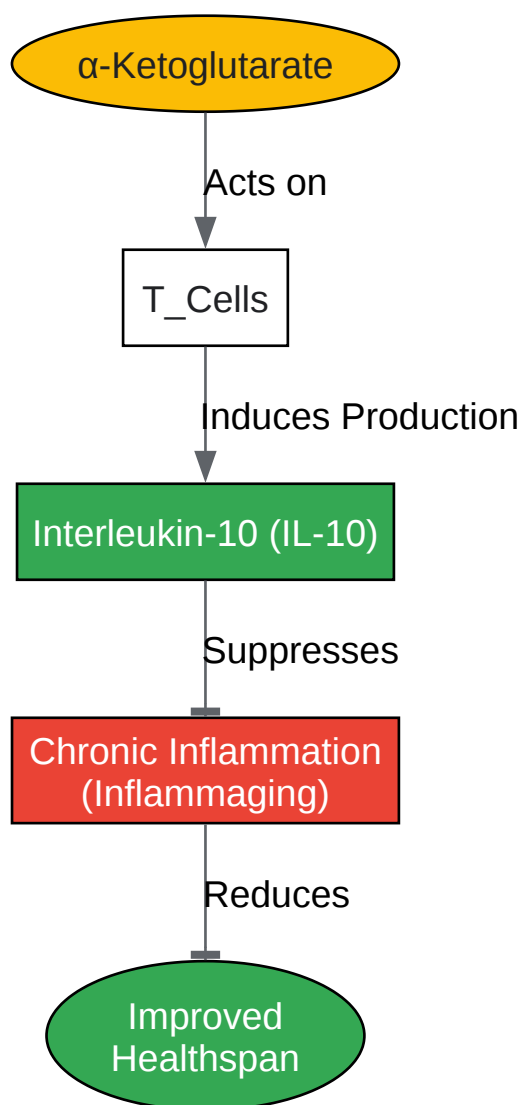 α-Ketoglutarate
Acts on
T_Cells
Induces Production
Interleukin-10 (IL-10)
Suppresses
Chronic Inflammation
(Inflammaging)
Reduces
Improved
Healthspan